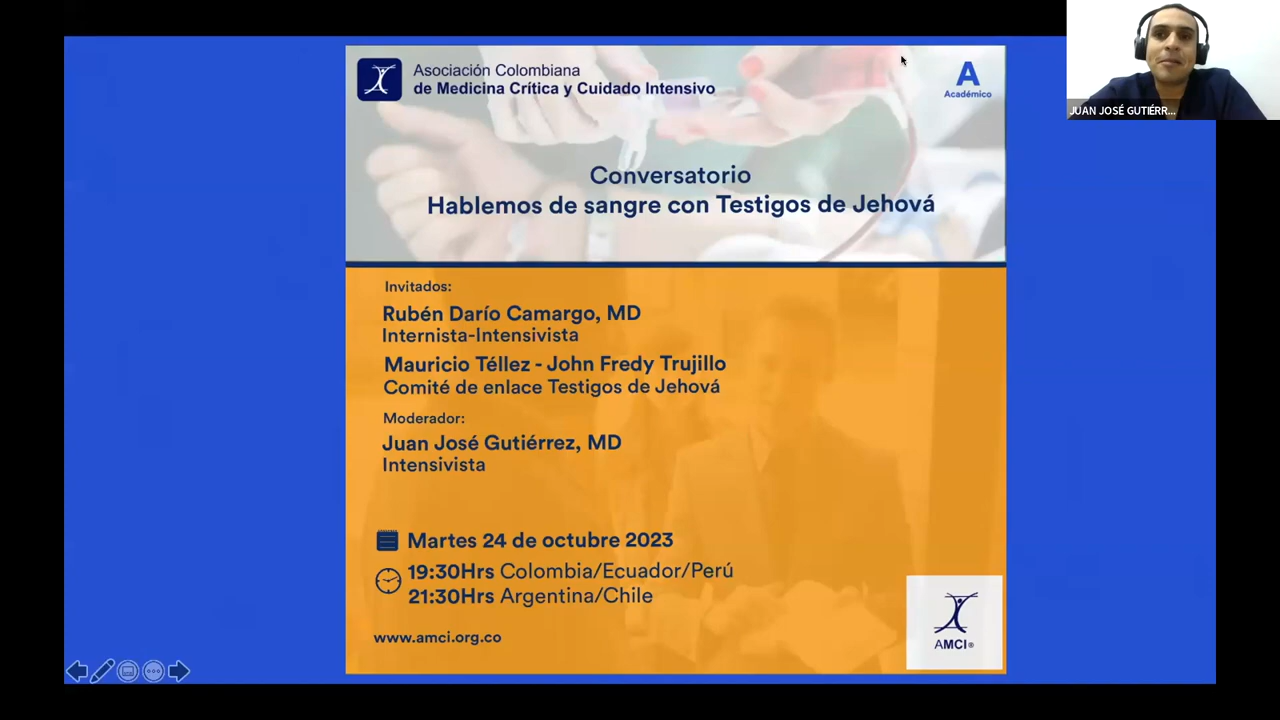 Asociación Colombiana
de Medicina Crítica y Cuidado Intensivo
A
Académico
JUAN JOSÉ GUTIÉRR...
Conversatorio
Hablemos de sangre con Testigos de Jehová
Invitados:
Rubén Darío Camargo, MD
Internista-Intensivista
Mauricio Téllez - John Fredy Trujillo
Comité de enlace Testigos de Jehová
Moderador:
Juan José Gutiérrez, MD
Intensivista
Martes 24 de octubre 2023
19:30Hrs Colombia/Ecuador/Perú
21:30Hrs Argentina/Chile
www.amci.org.co
AMCI®